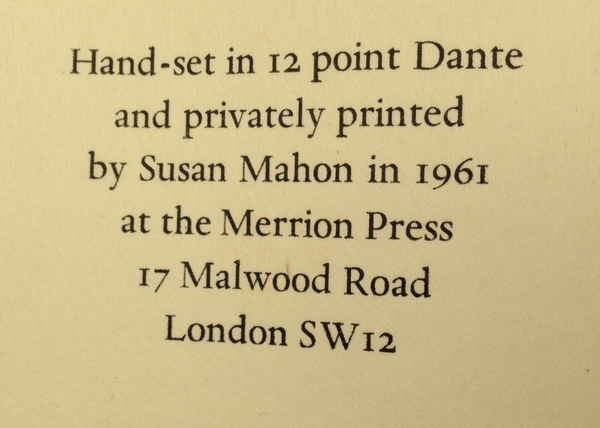 Hand-set in 12 point Dante
and privately printed
by Susan Mahon in 1961
at the Merrion Press
17 Malwood Road
London SW12